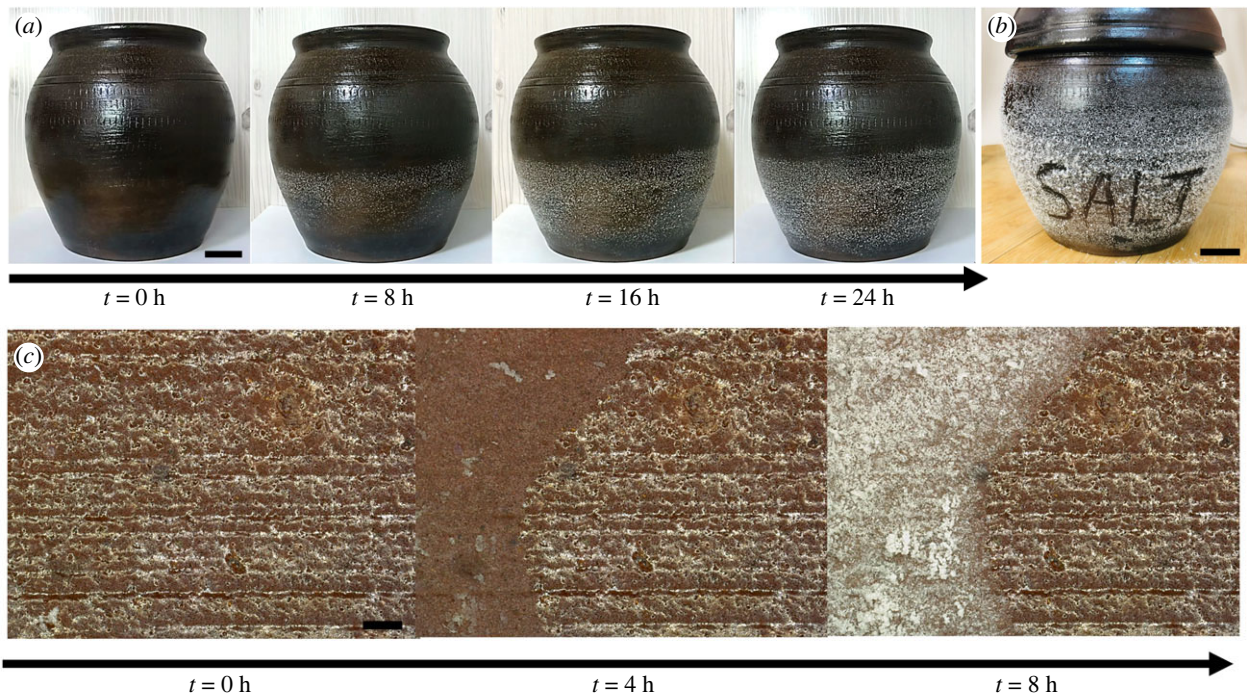 (a)
(b)
SALT
t = 0 h
t = 8 h
t = 16 h
t = 24 h
(c)
t = 0 h
t = 4 h
t = 8 h